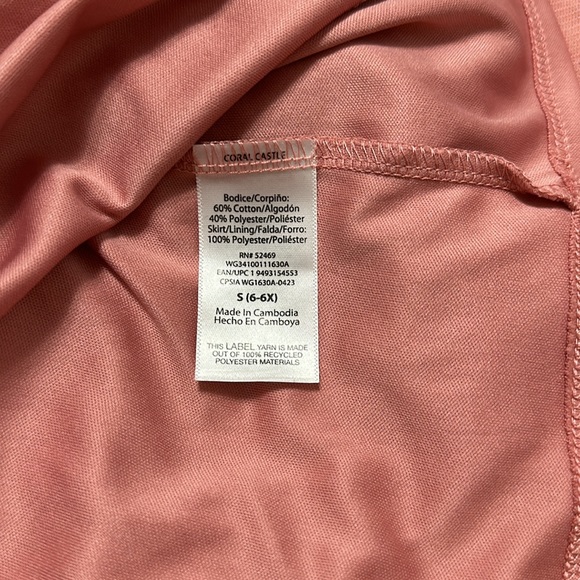 CORAL CASTLE
Bodice/Corpiño:
60% Cotton/Algodón
40% Polyester/Poliéster
Skirt/Lining/Falda/Forro:
100% Polyester/Poliéster
RN# 52469
WG34100111630A
EAN/UPC 1 9493154553
CPSIA WG1630A-0423
S (6-6X)
Made In Cambodia
Hecho En Camboya
THIS LABEL YARN IS MADE
OUT OF 100% RECYCLED
POLYESTER MATERIALS